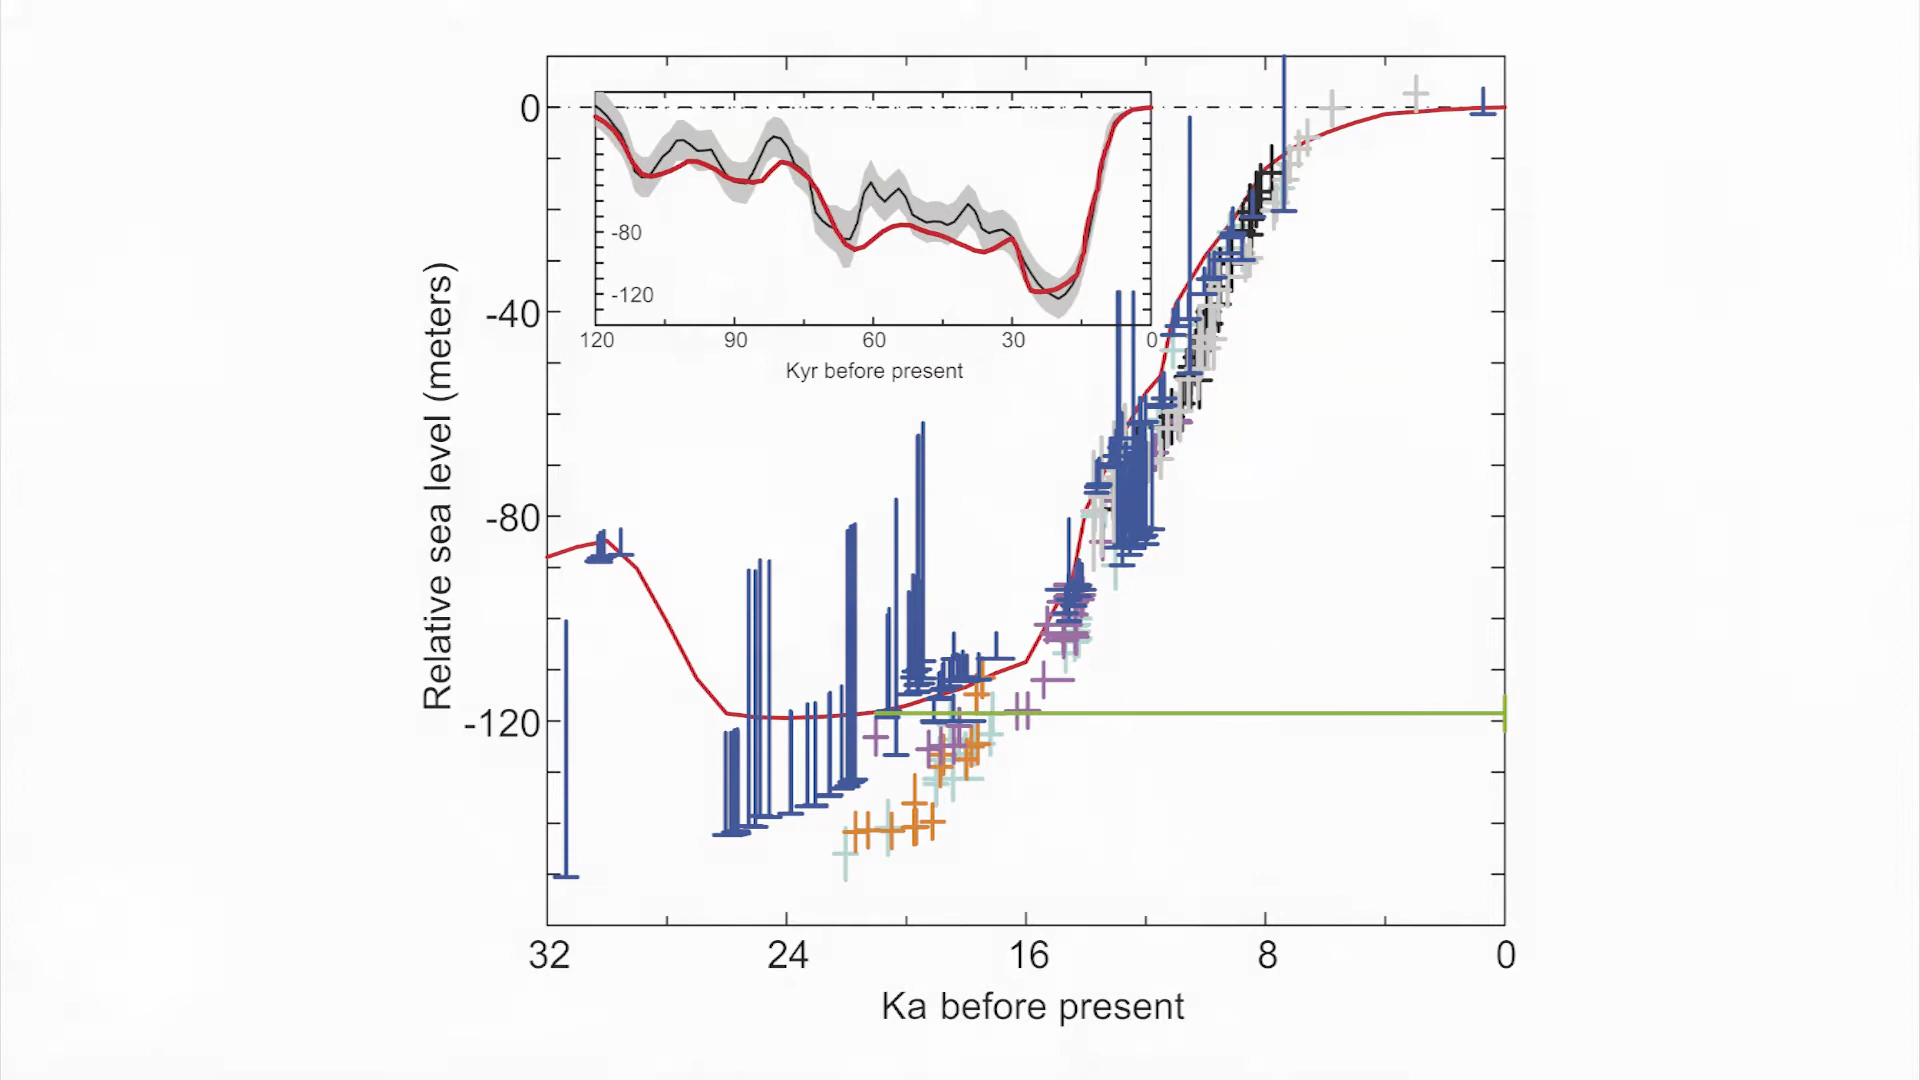 0
-40
-80
-120
Relative sea level (meters)
-80
-120
120 90 60 30 0
Kyr before present
32 24 16 8 0
Ka before present